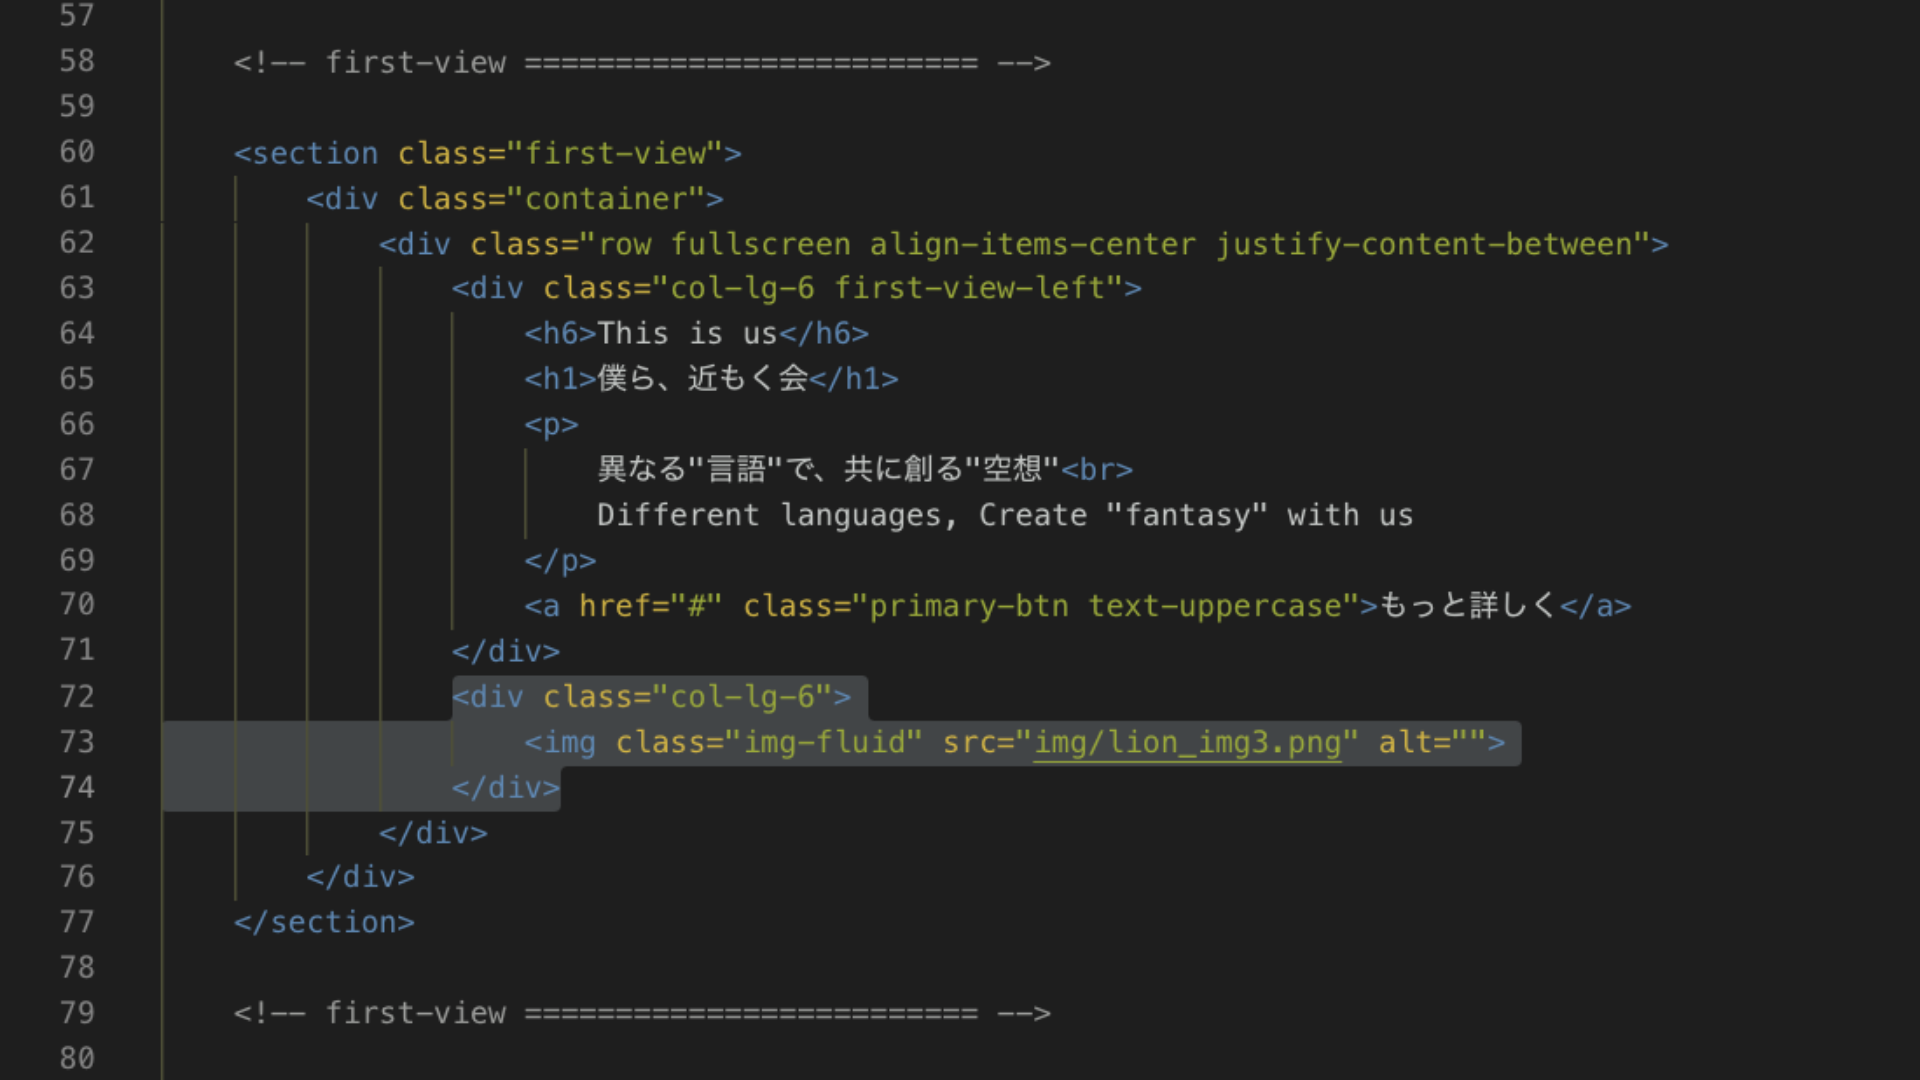 57
58 <!-- first-view ========================= -->
59
60 <section class="first-view">
61 <div class="container">
62 <div class="row fullscreen align-items-center justify-content-between">
63 <div class="col-lg-6 first-view-left">
64 <h6>This is us</h6>
65 <h1>僕ら、近もく会</h1>
66 <p>
67 異なる"言語"で、共に創る"空想"<br>
68 Different languages, Create "fantasy" with us
69 </p>
70 <a href="#" class="primary-btn text-uppercase">もっと詳しく</a>
71 </div>
72 <div class="col-lg-6">
73 <img class="img-fluid" src="img/lion_img3.png" alt="">
74 </div>
75 </div>
76 </div>
77 </section>
78
79 <!-- first-view ========================= -->
80